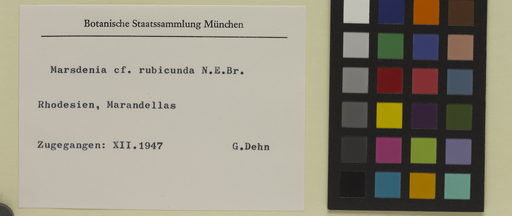 Botanische Staatssammlung München
Marsdenia cf. rubicunda N.E.Br.
Rhodesien, Marandellas
Zugegangen: XII.1947 G.Dehn